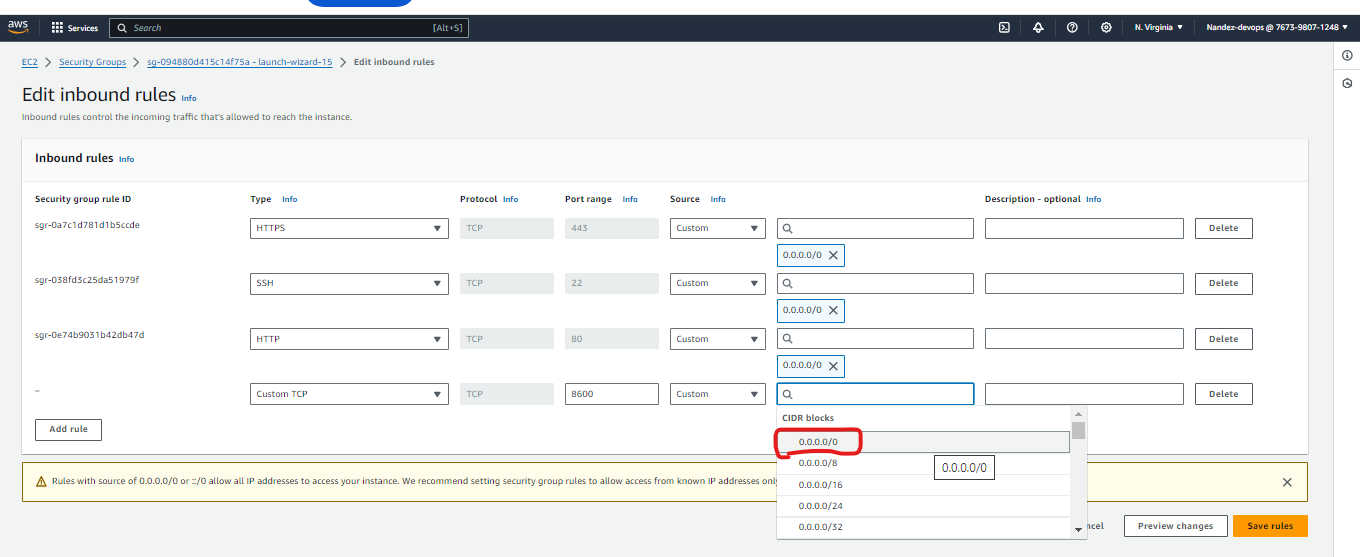 aws Services Search [Alt+S] N. Virginia Nandez-devops @ 7673-9807-1248
EC2 Security Groups sg-094880d415c14f75a - launch-wizard-15 Edit inbound rules
Edit inbound rules Info
Inbound rules control the incoming traffic that's allowed to reach the instance.
Inbound rules Info
Security group rule ID Type Info Protocol Info Port range Info Source Info Description - optional Info
sgr-0a7c1d781d1b5ccde HTTPS TCP 443 Custom Delete
0.0.0.0/0
sgr-038fd3c25da51979f SSH TCP 22 Custom Delete
0.0.0.0/0
sgr-0e74b9031b42db47d HTTP TCP 80 Custom Delete
0.0.0.0/0
– Custom TCP TCP 8600 Custom Delete
CIDR blocks
Add rule
0.0.0.0/0
0.0.0.0/8 0.0.0.0/0
Rules with source of 0.0.0.0/0 or ::/0 allow all IP addresses to access your instance. We recommend setting security group rules to allow access from known IP addresses
0.0.0.0/16
0.0.0.0/24
0.0.0.0/32
Preview changes Save rules